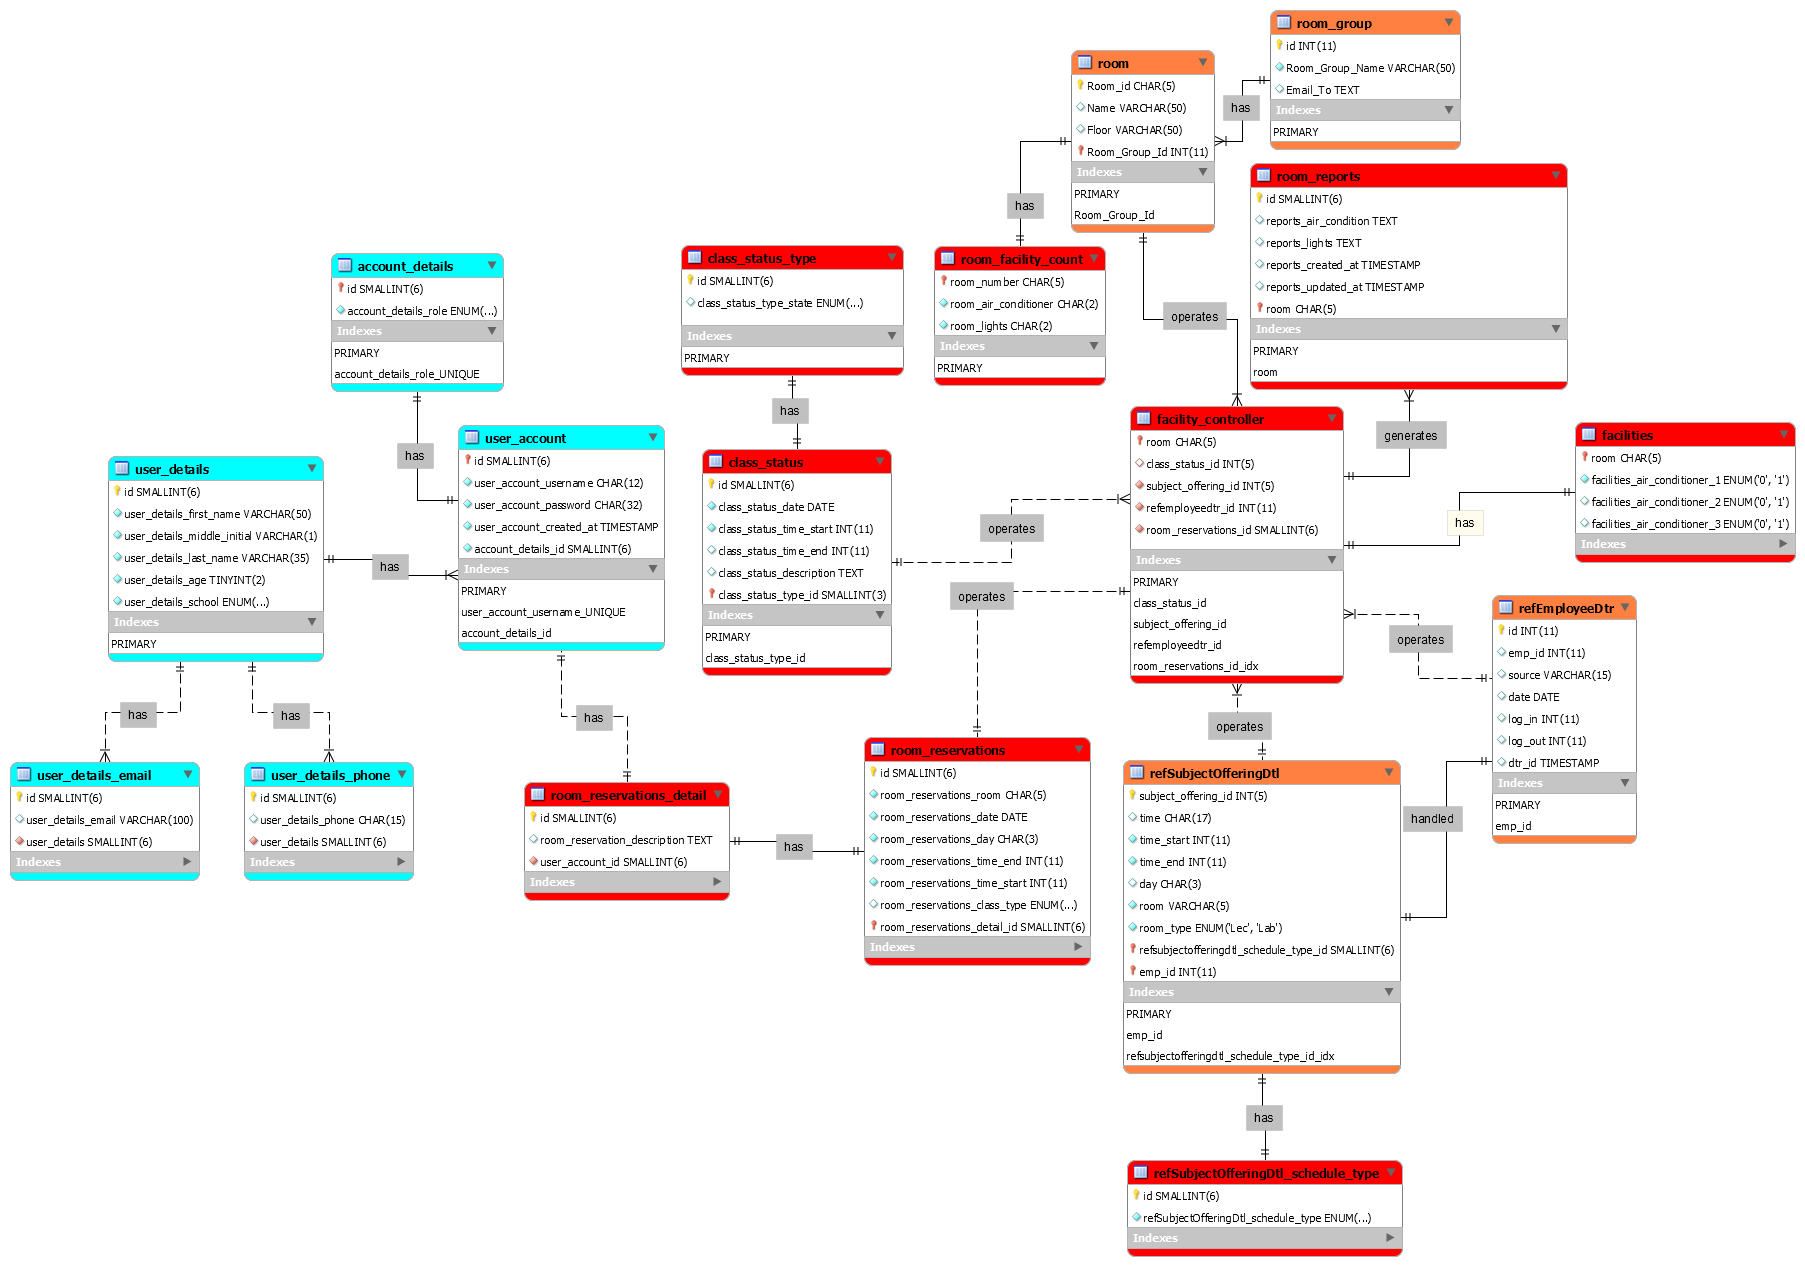 room_group
id INT(11)
Room_Group_Name VARCHAR(50)
Email_To TEXT
Indexes
PRIMARY
has
room
Room_id CHAR(5)
Name VARCHAR(50)
Floor VARCHAR(50)
Room_Group_Id INT(11)
Indexes
PRIMARY
Room_Group_Id
has
operates
room_reports
id SMALLINT(6)
reports_air_condition TEXT
reports_lights TEXT
reports_created_at TIMESTAMP
reports_updated_at TIMESTAMP
room CHAR(5)
Indexes
PRIMARY
room
generates
room_facility_count
room_number CHAR(5)
room_air_conditioner CHAR(2)
room_lights CHAR(2)
Indexes
PRIMARY
class_status_type
id SMALLINT(6)
class_status_type_state ENUM(...)
Indexes
PRIMARY
has
account_details
id SMALLINT(6)
account_details_role ENUM(...)
Indexes
PRIMARY
account_details_role_UNIQUE
has
user_account
id SMALLINT(6)
user_account_username CHAR(12)
user_account_password CHAR(32)
user_account_created_at TIMESTAMP
account_details_id SMALLINT(6)
Indexes
PRIMARY
user_account_username_UNIQUE
account_details_id
has
user_details
id SMALLINT(6)
user_details_first_name VARCHAR(50)
user_details_middle_initial VARCHAR(1)
user_details_last_name VARCHAR(35)
user_details_age TINYINT(2)
user_details_school ENUM(...)
Indexes
PRIMARY
has
has
has
class_status
id SMALLINT(6)
class_status_date DATE
class_status_time_start INT(11)
class_status_time_end INT(11)
class_status_description TEXT
class_status_type_id SMALLINT(3)
Indexes
PRIMARY
class_status_type_id
operates
operates
facility_controller
room CHAR(5)
class_status_id INT(5)
subject_offering_id INT(5)
refemployeedtr_id INT(11)
room_reservations_id SMALLINT(6)
Indexes
PRIMARY
class_status_id
subject_offering_id
refemployeedtr_id
room_reservations_id_idx
facilities
room CHAR(5)
facilities_air_conditioner_1 ENUM('0', '1')
facilities_air_conditioner_2 ENUM('0', '1')
facilities_air_conditioner_3 ENUM('0', '1')
Indexes
has
operates
operates
refEmployeeDtr
id INT(11)
emp_id INT(11)
source VARCHAR(15)
date DATE
log_in INT(11)
log_out INT(11)
dtr_id TIMESTAMP
Indexes
PRIMARY
emp_id
handled
user_details_email
id SMALLINT(6)
user_details_email VARCHAR(100)
user_details SMALLINT(6)
Indexes
user_details_phone
id SMALLINT(6)
user_details_phone CHAR(15)
user_details SMALLINT(6)
Indexes
room_reservations_detail
id SMALLINT(6)
room_reservation_description TEXT
user_account_id SMALLINT(6)
Indexes
has
room_reservations
id SMALLINT(6)
room_reservations_room CHAR(5)
room_reservations_date DATE
room_reservations_day CHAR(3)
room_reservations_time_end INT(11)
room_reservations_time_start INT(11)
room_reservations_class_type ENUM(...)
room_reservations_detail_id SMALLINT(6)
Indexes
refSubjectOfferingDtl
subject_offering_id INT(5)
time CHAR(17)
time_start INT(11)
time_end INT(11)
day CHAR(3)
room VARCHAR(5)
room_type ENUM('Lec', 'Lab')
refsubjectofferingdtl_schedule_type_id SMALLINT(6)
emp_id INT(11)
Indexes
PRIMARY
emp_id
refsubjectofferingdtl_schedule_type_id_idx
has
refSubjectOfferingDtl_schedule_type
id SMALLINT(6)
refSubjectOfferingDtl_schedule_type ENUM(...)
Indexes